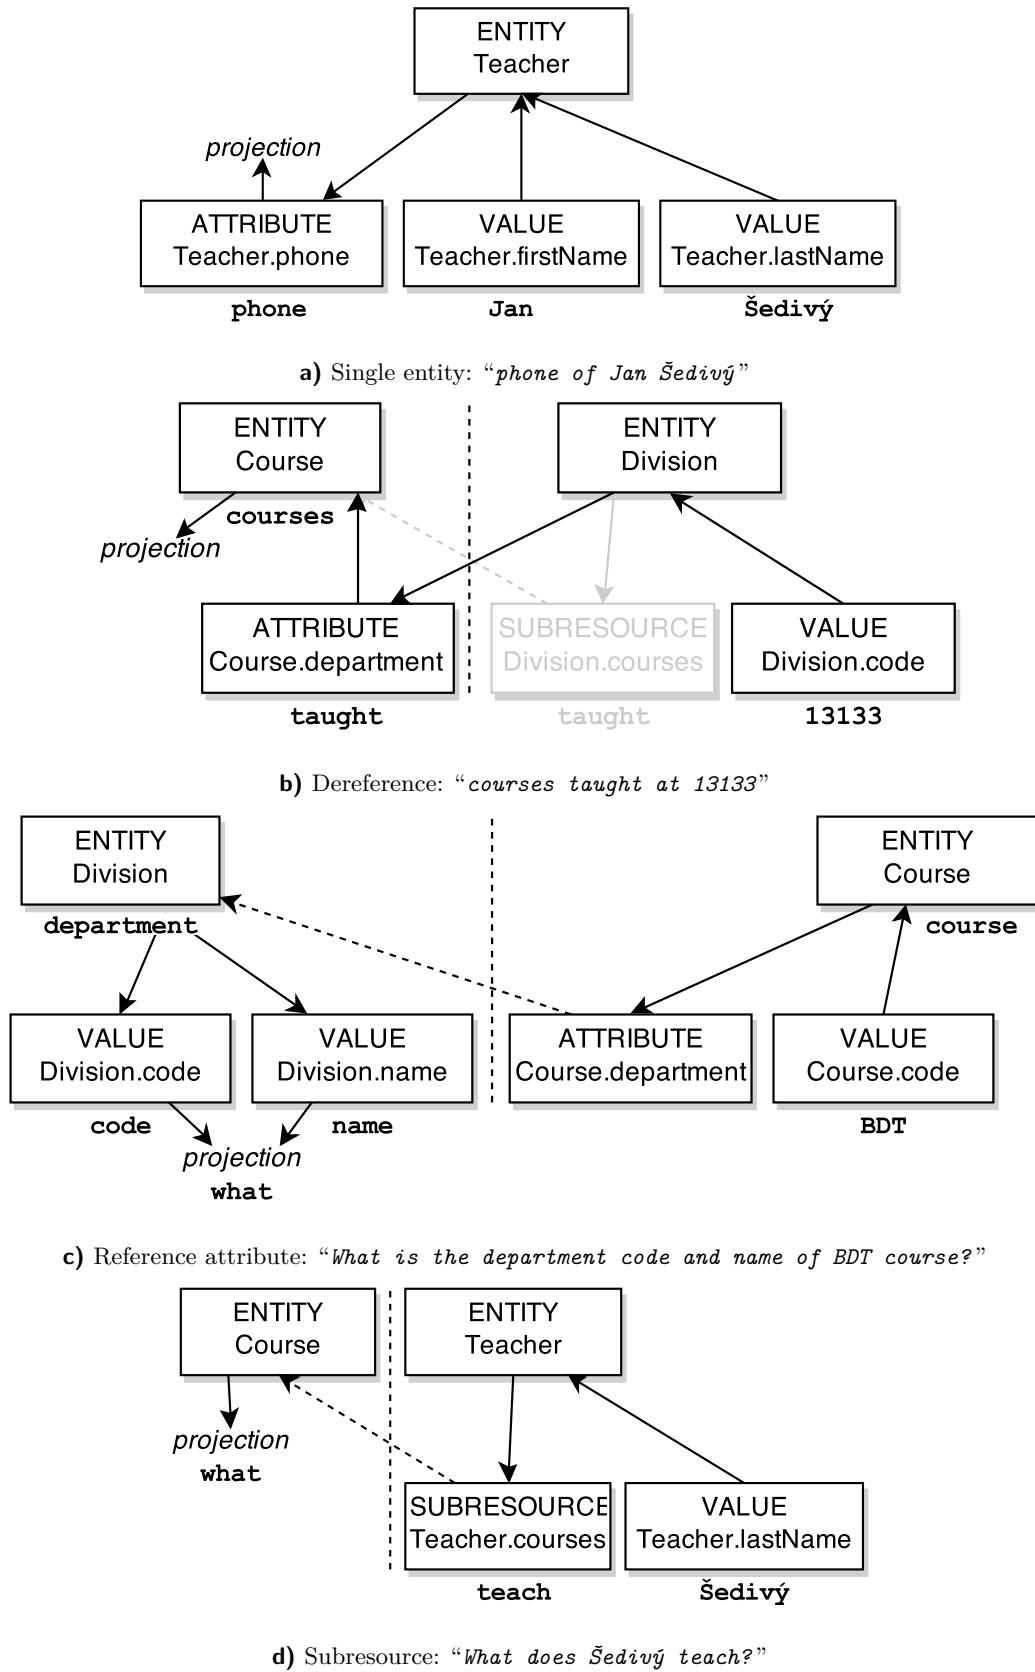 ENTITY
Teacher
projection
ATTRIBUTE
Teacher.phone
VALUE
Teacher.firstName
VALUE
Teacher.lastName
phone
Jan
Šedivý
a) Single entity: “phone of Jan Šedivý”
ENTITY
Course
ENTITY
Division
courses
projection
ATTRIBUTE
Course.department
SUBRESOURCE
Division.courses
VALUE
Division.code
taught
taught
13133
b) Dereference: “courses taught at 13133”
ENTITY
Division
ENTITY
Course
department
course
VALUE
Division.code
VALUE
Division.name
ATTRIBUTE
Course.department
VALUE
Course.code
code
name
BDT
projection
what
c) Reference attribute: “What is the department code and name of BDT course?”
ENTITY
Course
ENTITY
Teacher
projection
what
SUBRESOURCE
Teacher.courses
VALUE
Teacher.lastName
teach
Šedivý
d) Subresource: “What does Šedivý teach?”